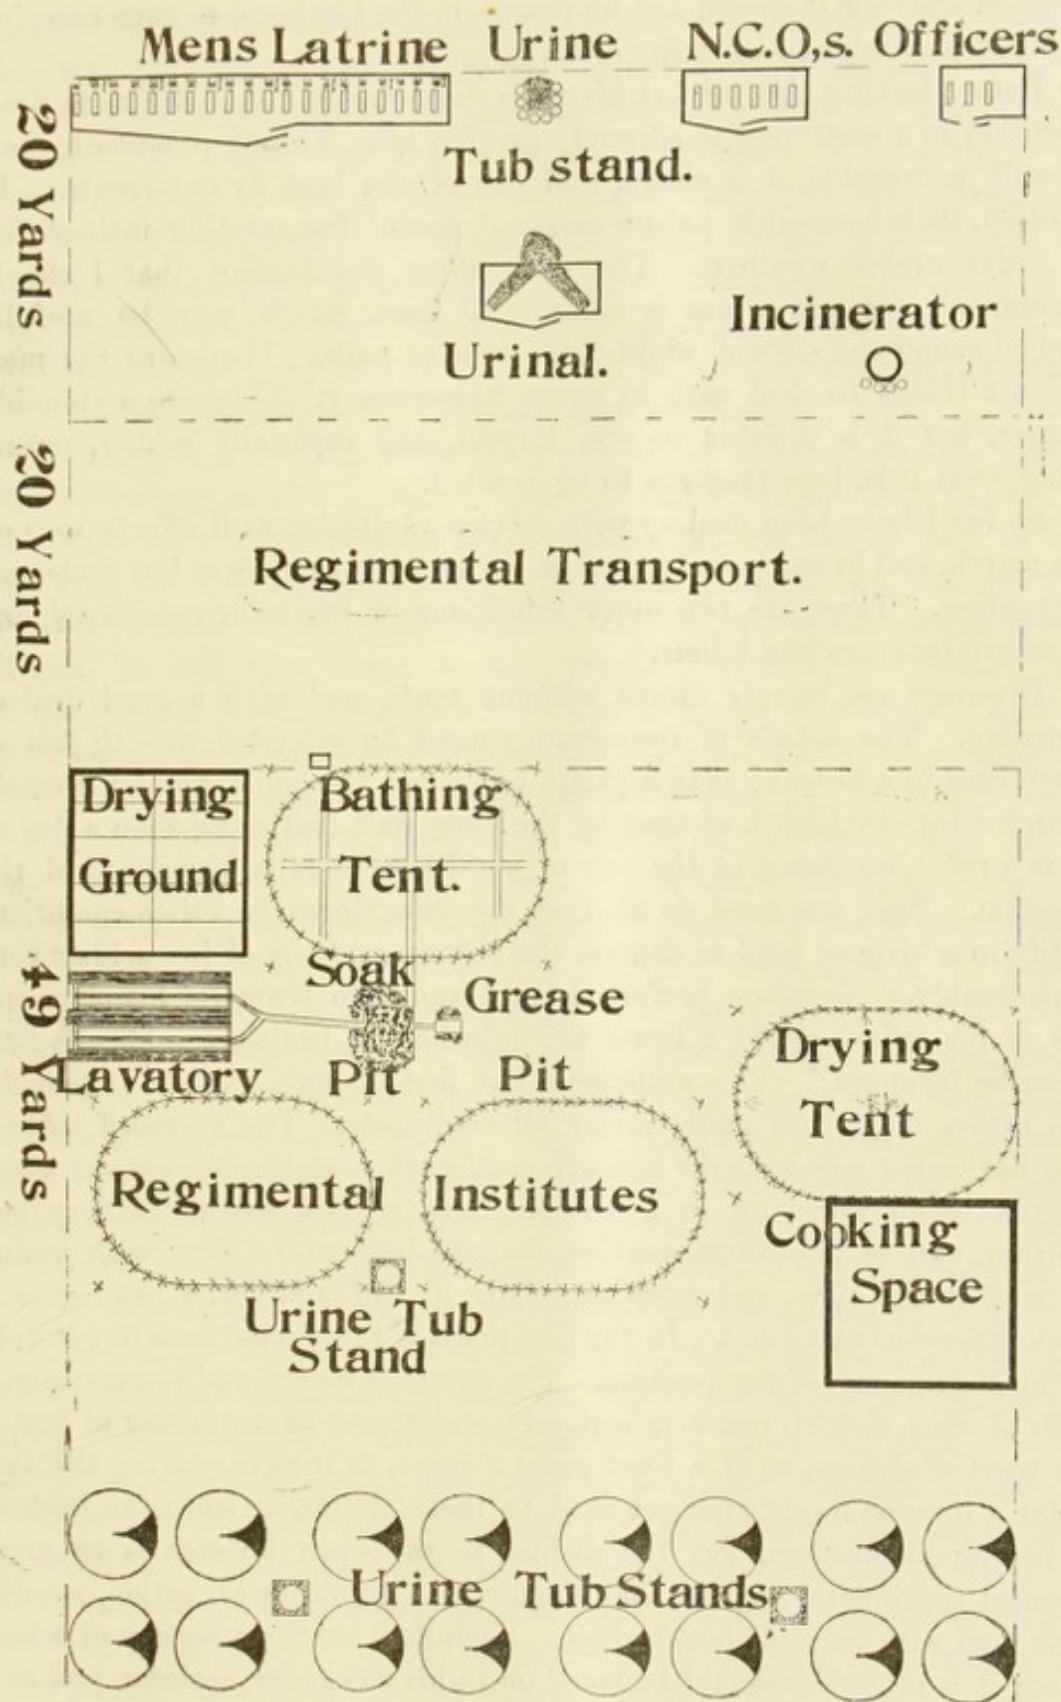 Mens Latrine Urine N.C.O,s. Officers
Tub stand.
20 Yards
Incinerator
Urinal.
20 Yards
Regimental Transport.
Drying
Ground
Bathing
Tent.
49 Yards
Soak
Grease
Lavatory Pit Pit
Drying
Tent
Regimental Institutes
Cooking
Space
Urine Tub
Stand
Urine Tub Stands